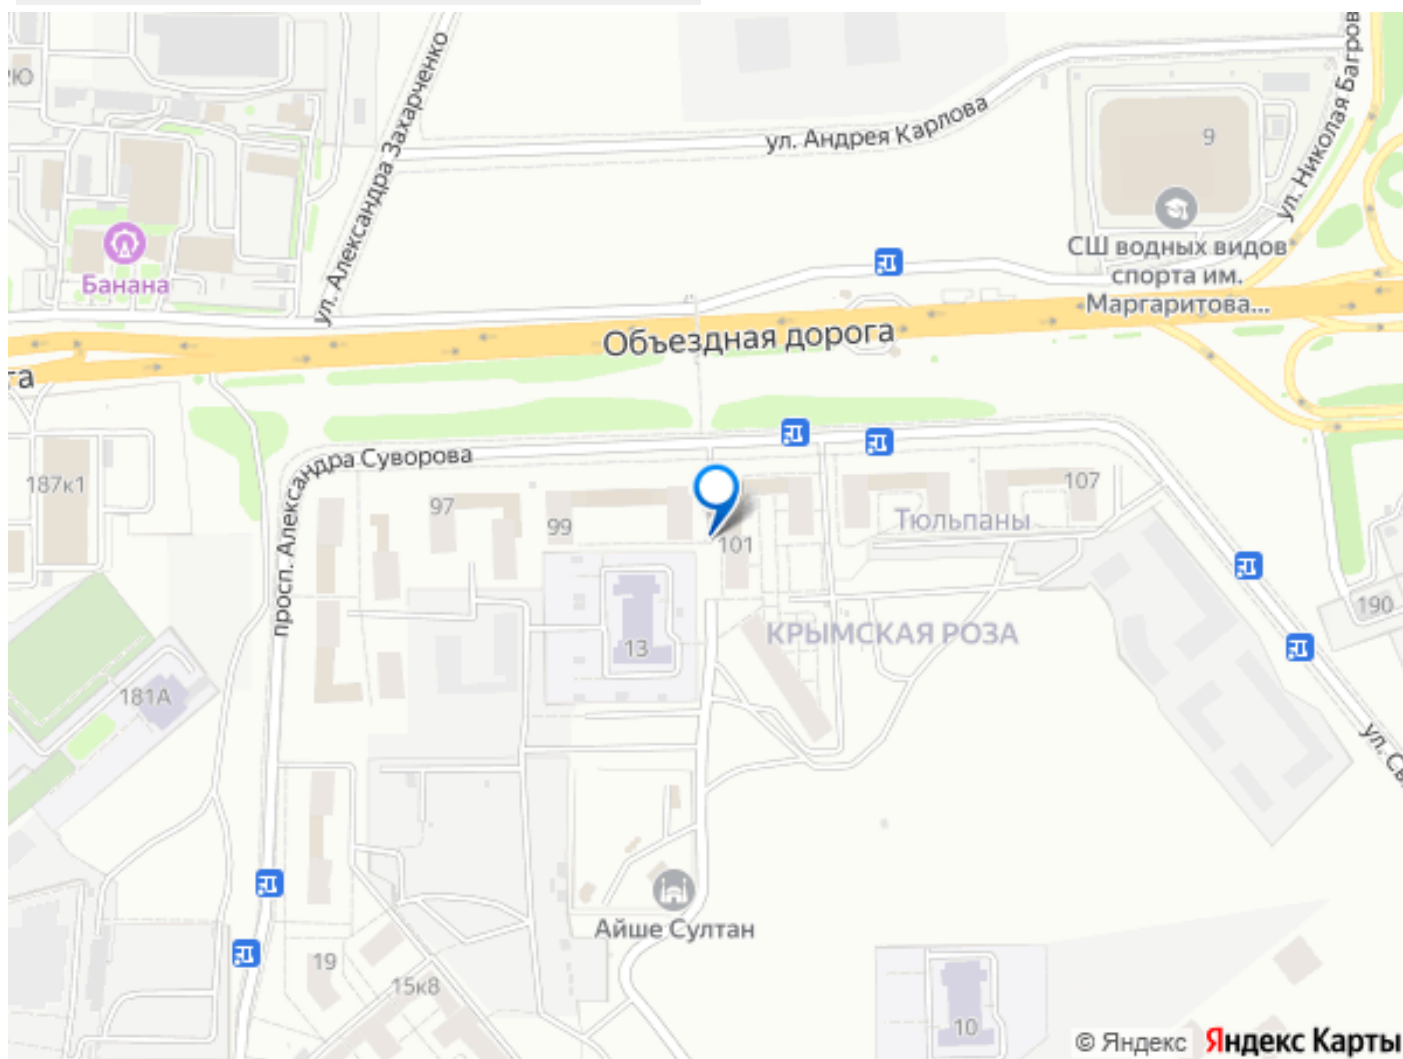 ул. Александра Захарченко
ул. Андрея Карлова
9
ул. Николая Багров
СШ водных видов
спорта им.
Маргаритова...
Банана
Объездная дорога
га
просп. Александра Суворова
187к1
97
99
101
107
Тюльпаны
13
КРЫМСКАЯ РОЗА
190
181А
ул. Св
Айше Султан
19
15к8
10
© Яндекс Яндекс Карты